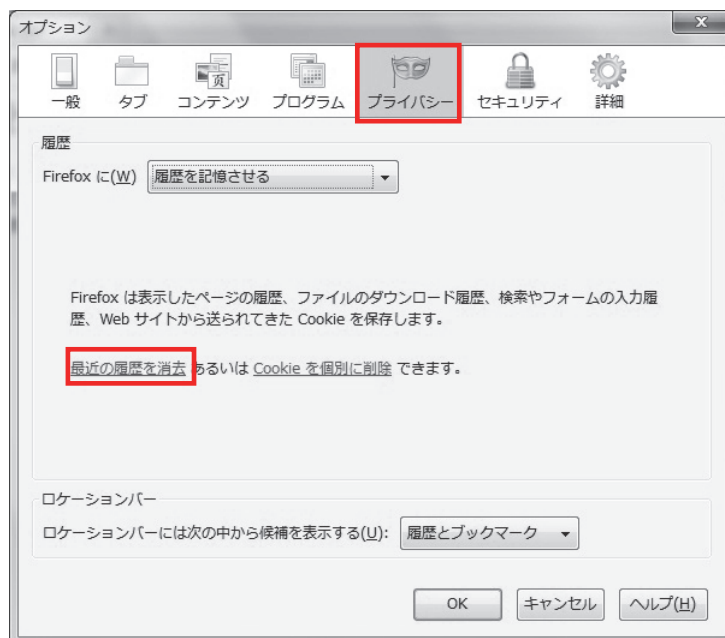 オプション
x
一般 タブ コンテンツ プログラム プライバシー セキュリティ 詳細
履歴
Firefox に(W) 履歴を記憶させる
Firefox は表示したページの履歴、ファイルのダウンロード履歴、検索やフォームの入力履
歴、Web サイトから送られてきた Cookie を保存します。
最近の履歴を消去 あるいは Cookie を個別に削除 できます。
ロケーションバー
ロケーションバーには次の中から候補を表示する(U): 履歴とブックマーク
OK キャンセル ヘルプ(H)